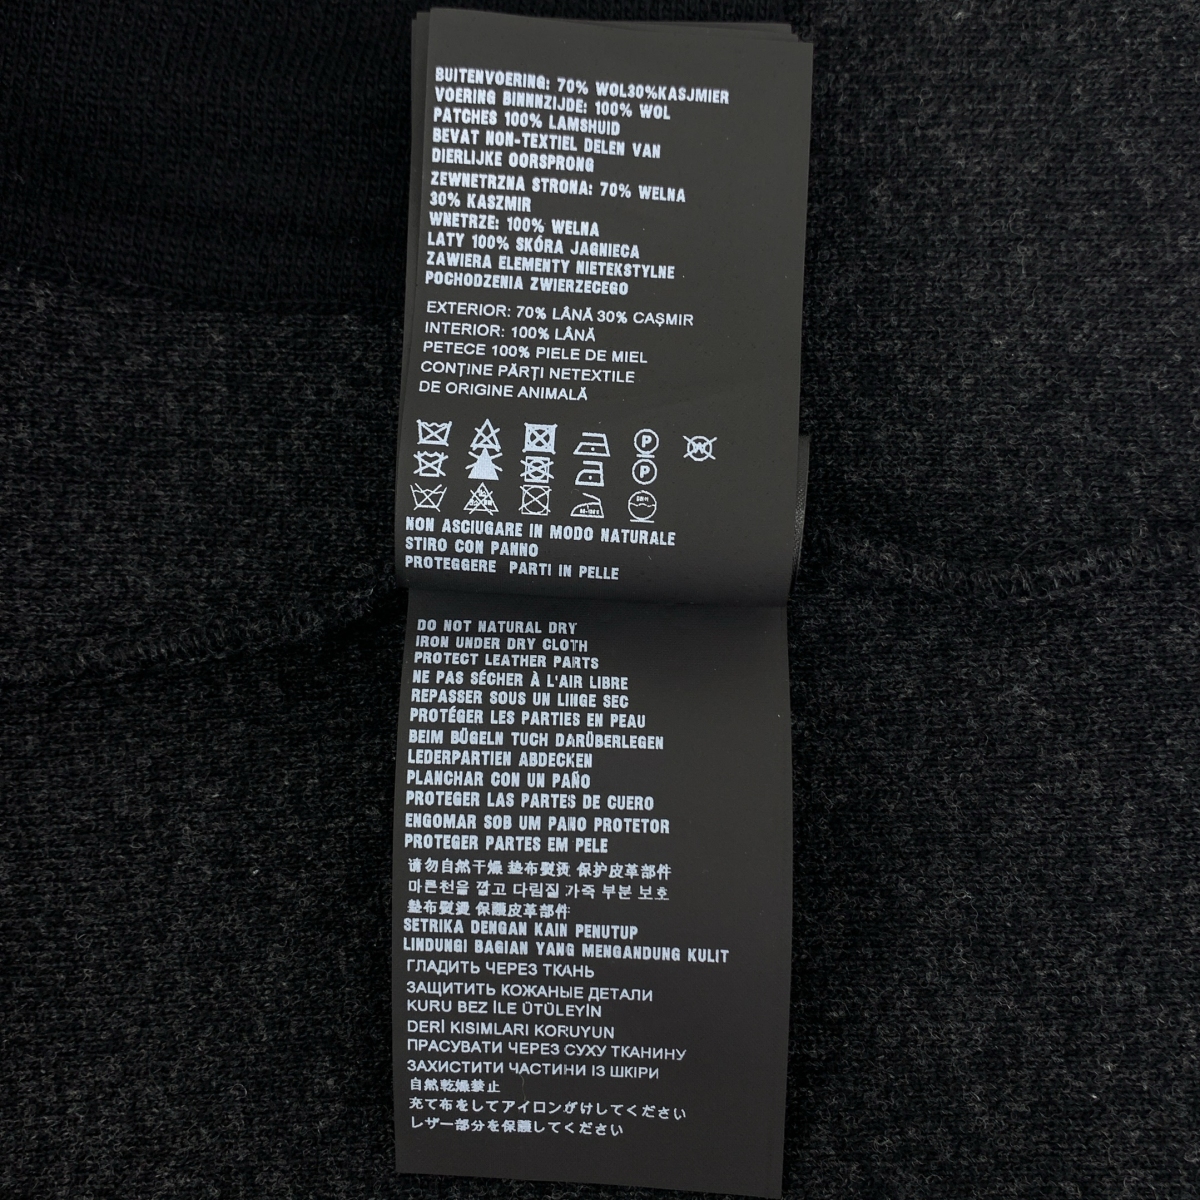 BUITENVOERING: 70% WOL30%KASJMIER
VOERING BINNNZIJDE: 100% WOL
PATCHES 100% LAMSHUID
BEVAT NON-TEXTIEL DELEN VAN
DIERLIJKE OORSPRONG
ZEWNETRZNA STRONA: 70% WELNA
30% KASZMIR
WNETRZE: 100% WELNA
LATY 100% SKÓRA JAGNIECA
ZAWIERA ELEMENTY NIETEKSTYLNE
POCHODZENIA ZWIERZECEGO
EXTERIOR: 70% LÂNĂ 30% CAŞMIR
INTERIOR: 100% LÂNĂ
PETECE 100% PIELE DE MIEL
CONŢINE PĂRŢI NETEXTILE
DE ORIGINE ANIMALĂ
P W
P
NON ASCIUGARE IN MODO NATURALE
STIRO CON PANNO
PROTEGGERE PARTI IN PELLE
DO NOT NATURAL DRY
IRON UNDER DRY CLOTH
PROTECT LEATHER PARTS
NE PAS SÉCHER À L'AIR LIBRE
REPASSER SOUS UN LINGE SEC
PROTÉGER LES PARTIES EN PEAU
BEIM BÜGELN TUCH DARÜBERLEGEN
LEDERPARTIEN ABDECKEN
PLANCHAR CON UN PAÑO
PROTEGER LAS PARTES DE CUERO
ENGOMAR SOB UM PANO PROTETOR
PROTEGER PARTES EM PELE
请勿自然干燥 垫布熨烫 保护皮革部件
마른천을 깔고 다림질 가죽 부분 보호
墊布熨燙 保護皮革部件
SETRIKA DENGAN KAIN PENUTUP
LINDUNGI BAGIAN YANG MENGANDUNG KULIT
ГЛАДИТЬ ЧЕРЕЗ ТКАНЬ
ЗАЩИТИТЬ КОЖАНЫЕ ДЕТАЛИ
KURU BEZ İLE ÜTÜLEYİN
DERİ KISIMLARI KORUYUN
ПРАСУВАТИ ЧЕРЕЗ СУХУ ТКАНИНУ
ЗАХИСТИТИ ЧАСТИНИ ІЗ ШКІРИ
自然乾燥禁止
充て布をしてアイロンがけしてください
レザー部分を保護してください